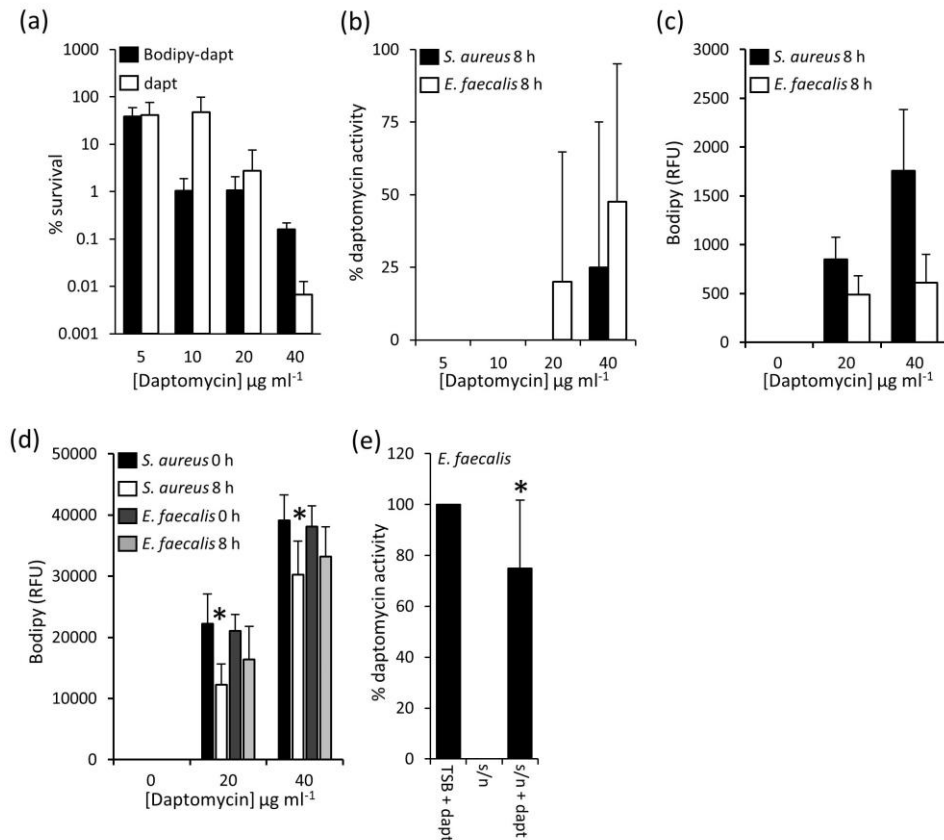 (a)
Bodipy-dapt
dapt
% survival
1000
100
10
1
0.1
0.01
0.001
5 10 20 40
[Daptomycin] µg ml-1
(b)
S. aureus 8 h
E. faecalis 8 h
% daptomycin activity
100
75
50
25
0
5 10 20 40
[Daptomycin] µg ml-1
(c)
S. aureus 8 h
E. faecalis 8 h
Bodipy (RFU)
3000
2500
2000
1500
1000
500
0
0 20 40
[Daptomycin] µg ml-1
(d)
S. aureus 0 h
S. aureus 8 h
E. faecalis 0 h
E. faecalis 8 h
Bodipy (RFU)
50000
40000
30000
20000
10000
0
* *
0 20 40
[Daptomycin] µg ml-1
(e)
E. faecalis
% daptomycin activity
120
100
80
60
40
20
0
*
TSB + dapt
s/n
s/n + dapt